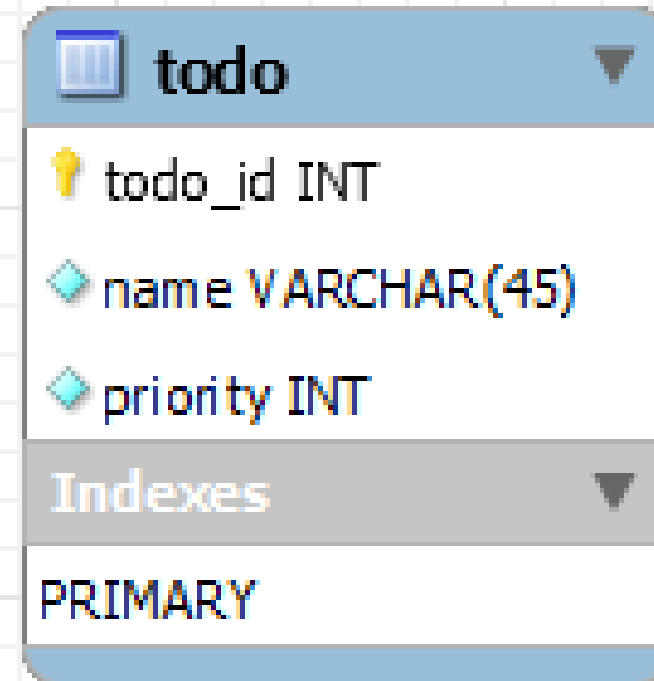 todo
todo_id INT
name VARCHAR(45)
priority INT
Indexes
PRIMARY